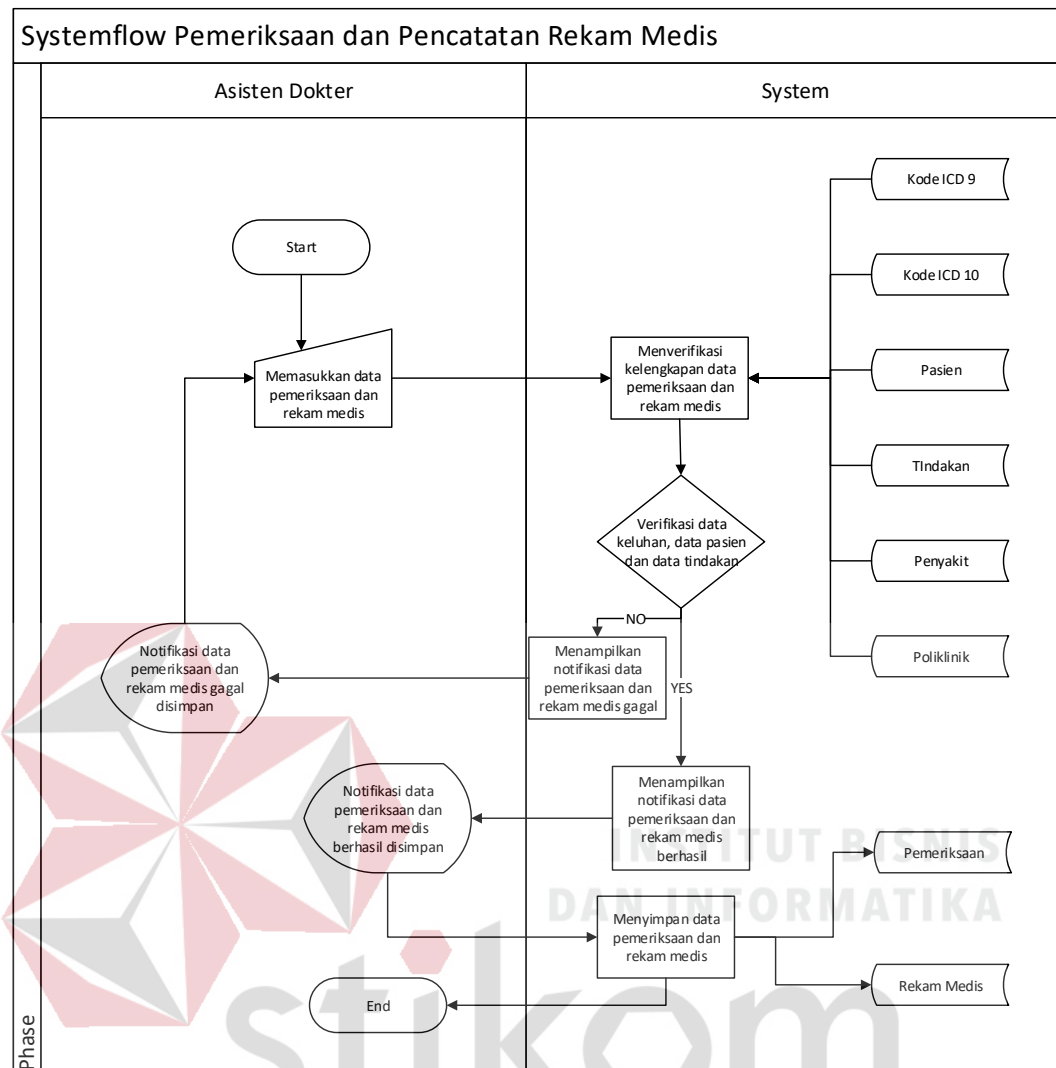 Systemflow Pemeriksaan dan Pencatatan Rekam Medis
Asisten Dokter
System
Phase
Start
Memasukkan data
pemeriksaan dan
rekam medis
Menverifikasi
kelengkapan data
pemeriksaan dan
rekam medis
Kode ICD 9
Kode ICD 10
Pasien
TIndakan
Penyakit
Poliklinik
Verifikasi data
keluhan, data pasien
dan data tindakan
NO
YES
Menampilkan
notifikasi data
pemeriksaan dan
rekam medis gagal
Notifikasi data
pemeriksaan dan
rekam medis gagal
disimpan
Menampilkan
notifikasi data
pemeriksaan dan
rekam medis
berhasil
Notifikasi data
pemeriksaan dan
rekam medis
berhasil disimpan
Menyimpan data
pemeriksaan dan
rekam medis
Pemeriksaan
Rekam Medis
End
INSTITUT BISNIS
DAN INFORMATIKA
stikom